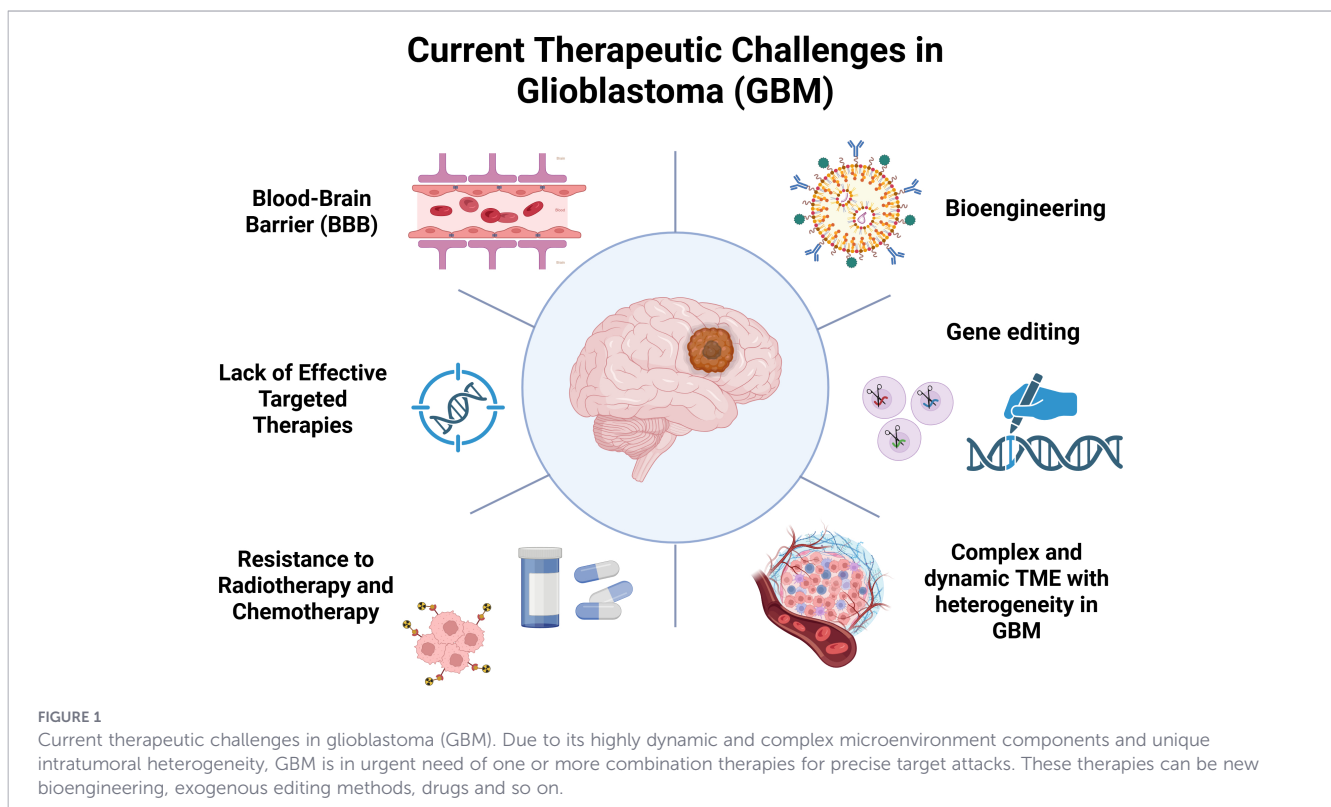 Current Therapeutic Challenges in
Glioblastoma (GBM)
Blood-Brain
Barrier (BBB)
Brain
Blood
Brain
Bioengineering
Lack of Effective
Targeted
Therapies
Gene editing
Resistance to
Radiotherapy and
Chemotherapy
Complex and
dynamic TME with
heterogeneity in
GBM
FIGURE 1
Current therapeutic challenges in glioblastoma (GBM). Due to its highly dynamic and complex microenvironment components and unique
intratumoral heterogeneity, GBM is in urgent need of one or more combination therapies for precise target attacks. These therapies can be new
bioengineering, exogenous editing methods, drugs and so on.